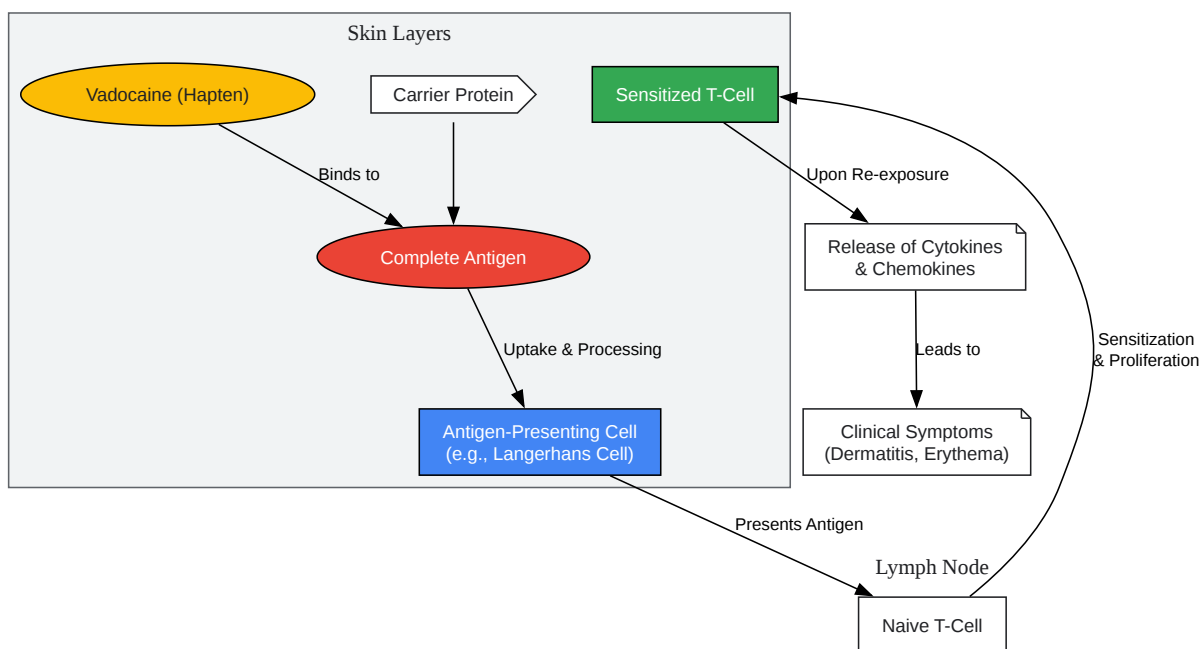 Skin Layers
Vadocaine (Hapten)
Carrier Protein
Sensitized T-Cell
Binds to
Upon Re-exposure
Complete Antigen
Release of Cytokines
& Chemokines
Uptake & Processing
Leads to
Sensitization
& Proliferation
Antigen-Presenting Cell
(e.g., Langerhans Cell)
Clinical Symptoms
(Dermatitis, Erythema)
Presents Antigen
Lymph Node
Naive T-Cell